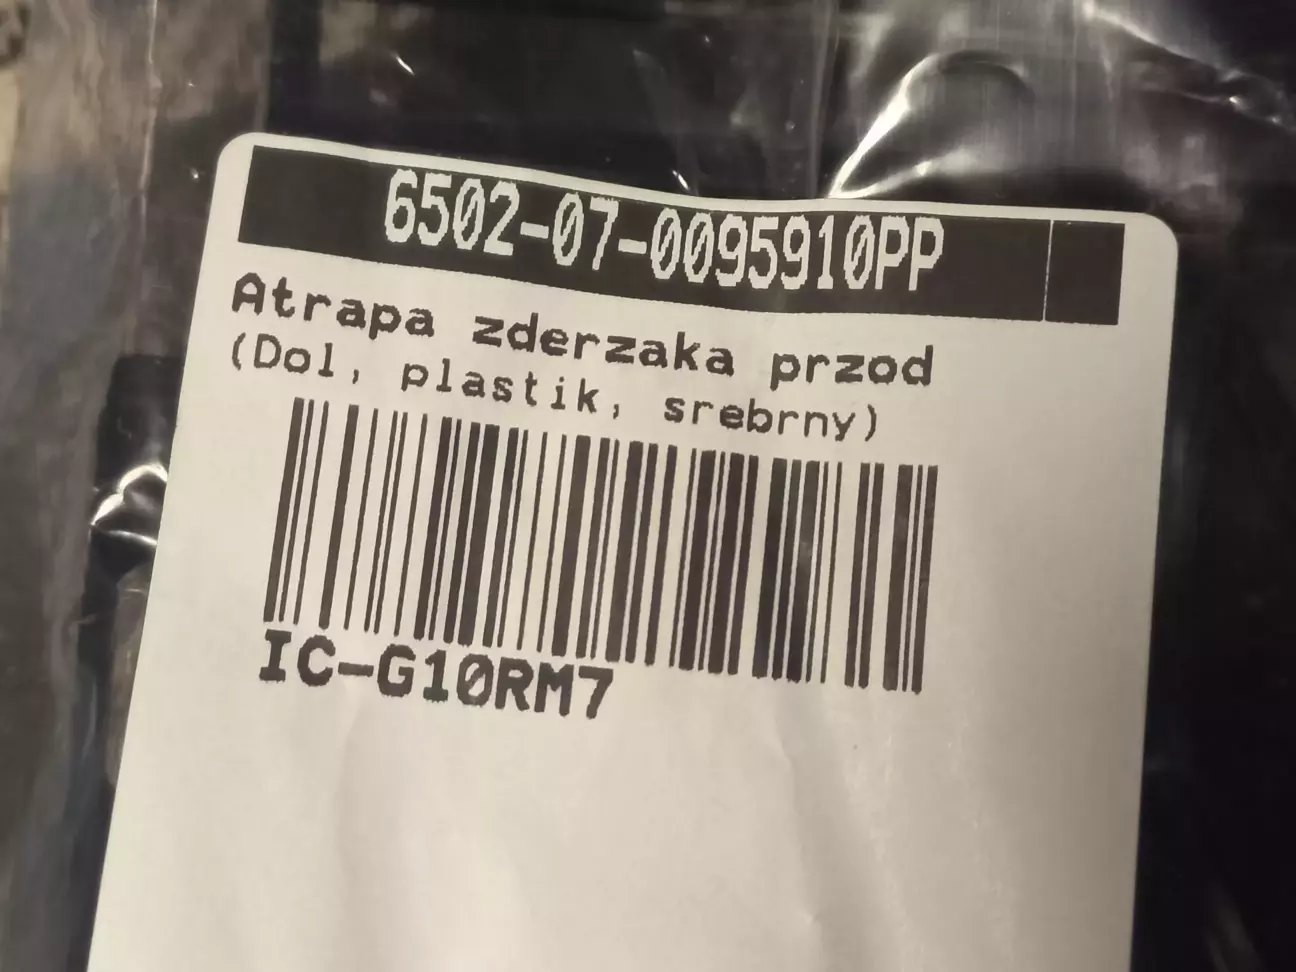 6502-07-0095910PP
Atrapa zderzaka przod
(Dol, plastik, srebrny)
IC-G10RM7